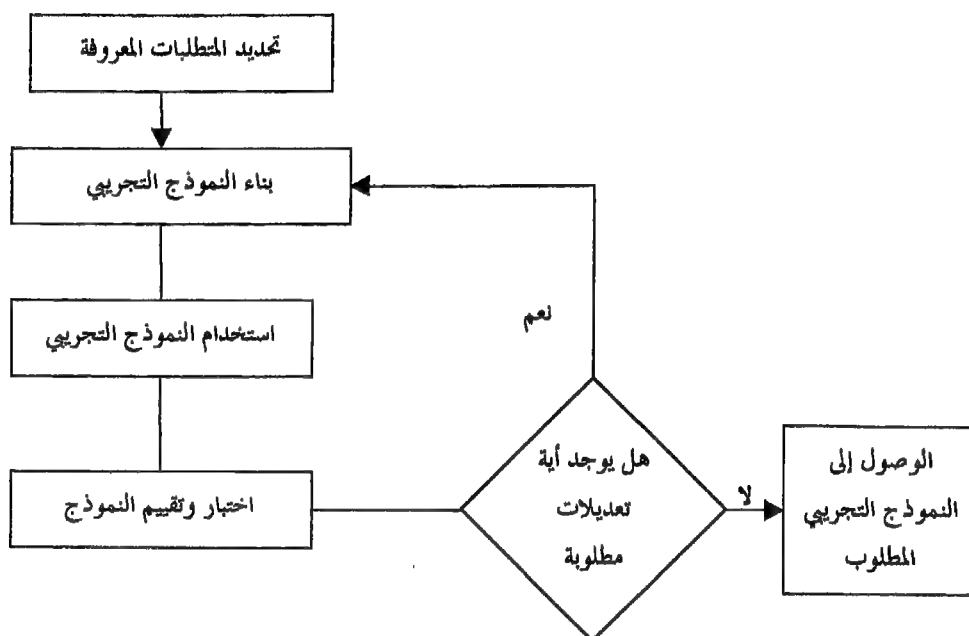 تحديد المتطلبات المعروفة
بناء النموذج التجريبي
استخدام النموذج التجريبي
اختبار وتقييم النموذج
هل يوجد أية
تعديلات
مطلوبة
نعم
لا
الوصول إلى
النموذج التجريبي
المطلوب